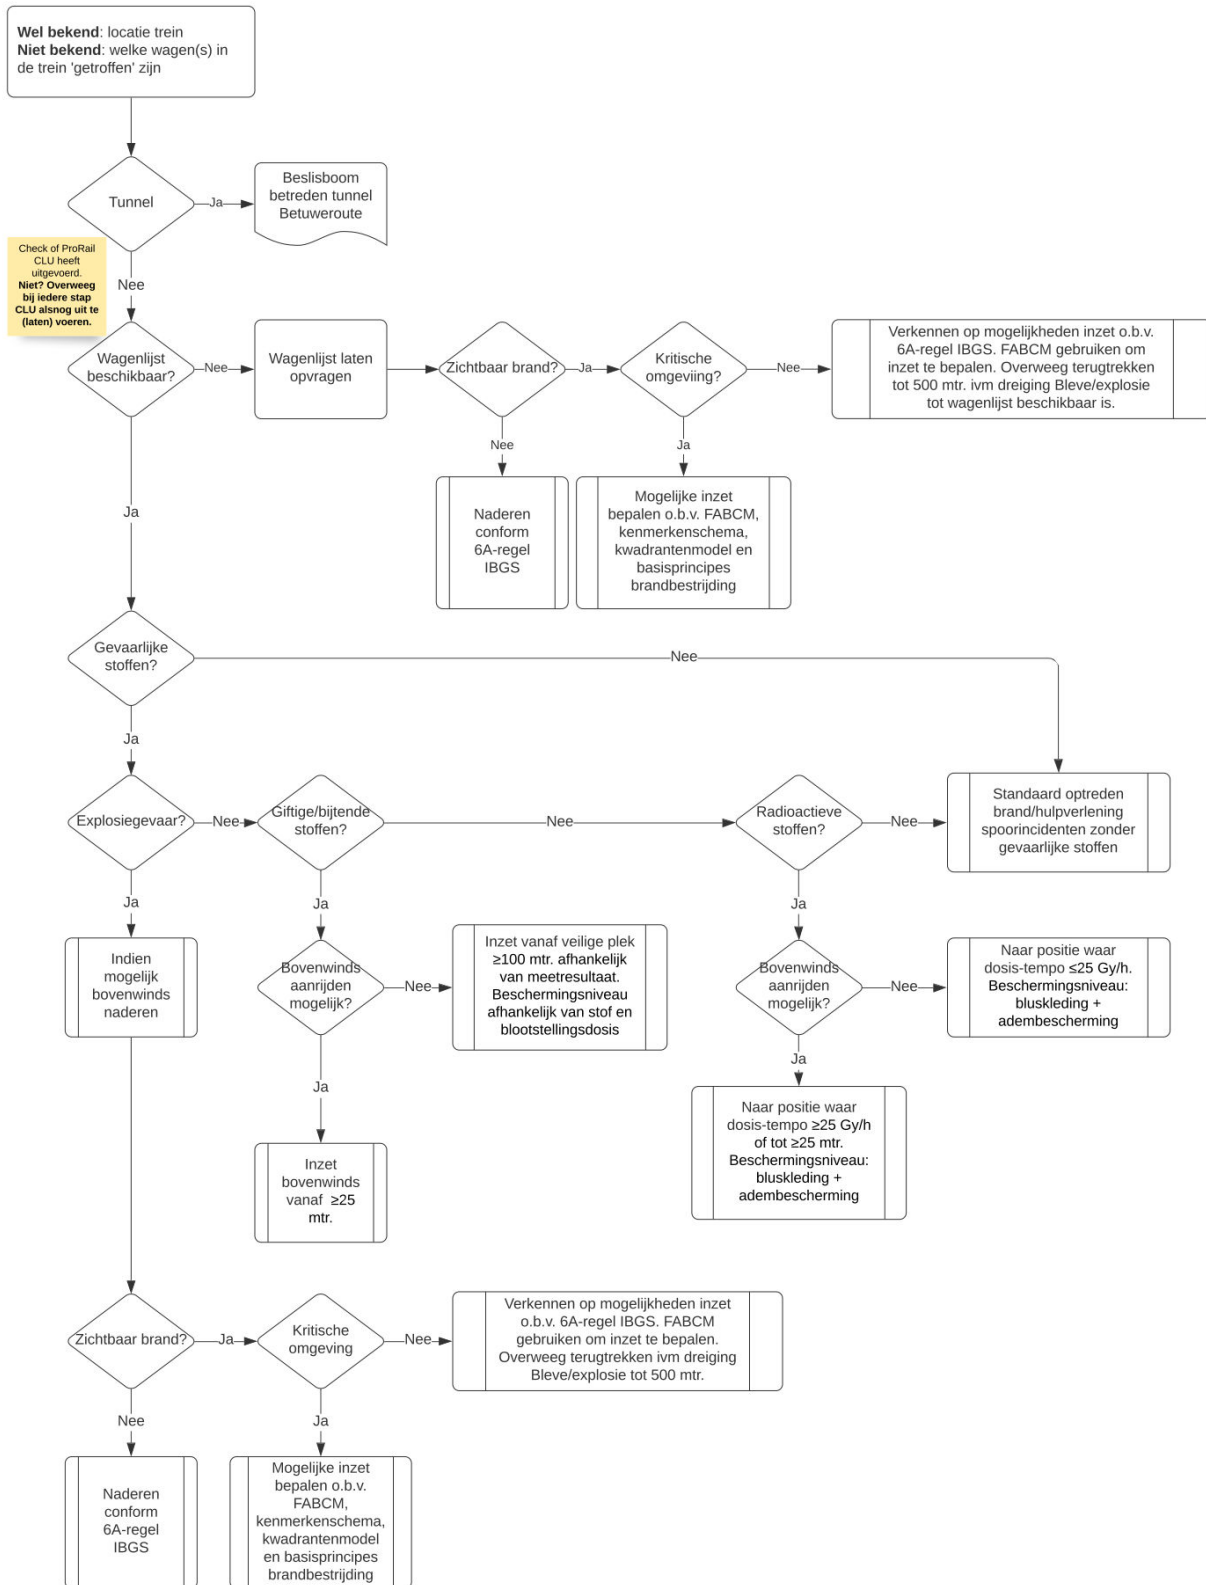 Wel bekend: locatie trein
Niet bekend: welke wagen(s) in
de trein 'getroffen' zijn
Tunnel
Ja
Beslisboom
betreden tunnel
Betuweroute
Check of ProRail
CLU heeft
uitgevoerd.
Niet? Overweeg
bij iedere stap
CLU alsnog uit te
(laten) voeren.
Nee
Wagenlijst
beschikbaar?
Nee
Wagenlijst laten
opvragen
Zichtbaar brand?
Ja
Kritische
omgeviing?
Nee
Verkennen op mogelijkheden inzet o.b.v.
6A-regel IBGS. FABCM gebruiken om
inzet te bepalen. Overweeg terugtrekken
tot 500 mtr. ivm dreiging Bleve/explosie
tot wagenlijst beschikbaar is.
Nee
Ja
Naderen
conform
6A-regel
IBGS
Mogelijke inzet
bepalen o.b.v. FABCM,
kenmerkenschema,
kwadrantenmodel en
basisprincipes
brandbestrijding
Ja
Gevaarlijke
stoffen?
Nee
Ja
Explosiegevaar?
Nee
Giftige/bijtende
stoffen?
Nee
Radioactieve
stoffen?
Nee
Standaard optreden
brand/hulpverlening
spoorincidenten zonder
gevaarlijke stoffen
Ja
Ja
Ja
Indien
mogelijk
bovenwinds
naderen
Bovenwinds
aanrijden
mogelijk?
Nee
Inzet vanaf veilige plek
≥100 mtr. afhankelijk
van meetresultaat.
Beschermingsniveau
afhankelijk van stof en
blootstellingsdosis
Bovenwinds
aanrijden
mogelijk?
Nee
Naar positie waar
dosis-tempo ≤25 Gy/h.
Beschermingsniveau:
bluskleding +
adembescherming
Ja
Ja
Inzet
bovenwinds
vanaf ≥25
mtr.
Naar positie waar
dosis-tempo ≥25 Gy/h
of tot ≥25 mtr.
Beschermingsniveau:
bluskleding +
adembescherming
Zichtbaar brand?
Ja
Kritische
omgeving
Nee
Verkennen op mogelijkheden inzet
o.b.v. 6A-regel IBGS. FABCM
gebruiken om inzet te bepalen.
Overweeg terugtrekken ivm dreiging
Bleve/explosie tot 500 mtr.
Nee
Ja
Naderen
conform
6A-regel
IBGS
Mogelijke inzet
bepalen o.b.v.
FABCM,
kenmerkenschema,
kwadrantenmodel
en basisprincipes
brandbestrijding